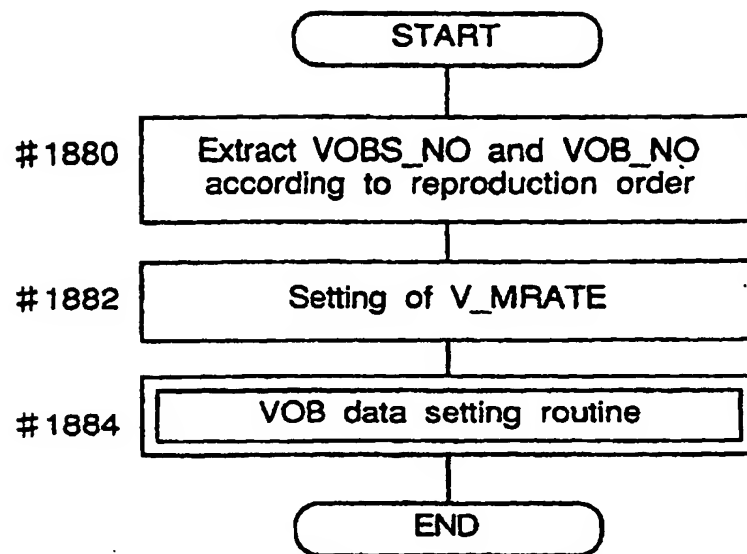 START
#1880
Extract VOBS_NO and VOB_NO
according to reproduction order
#1882
Setting of V_MRATE
#1884
VOB data setting routine
END